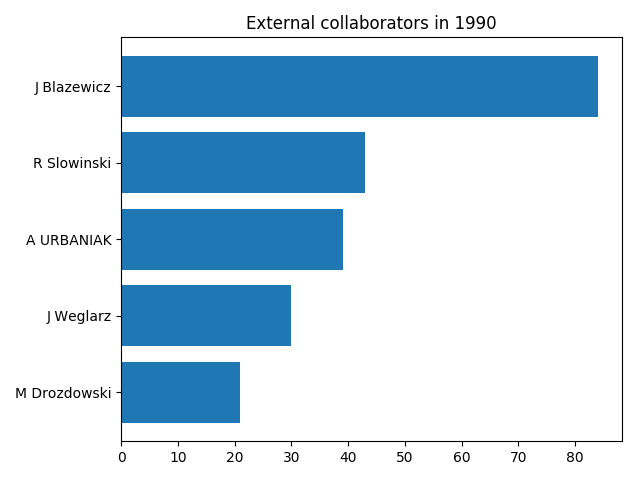 External collaborators in 1990
J Blazewicz
R Slowinski
A URBANIAK
J Weglarz
M Drozdowski
0 10 20 30 40 50 60 70 80